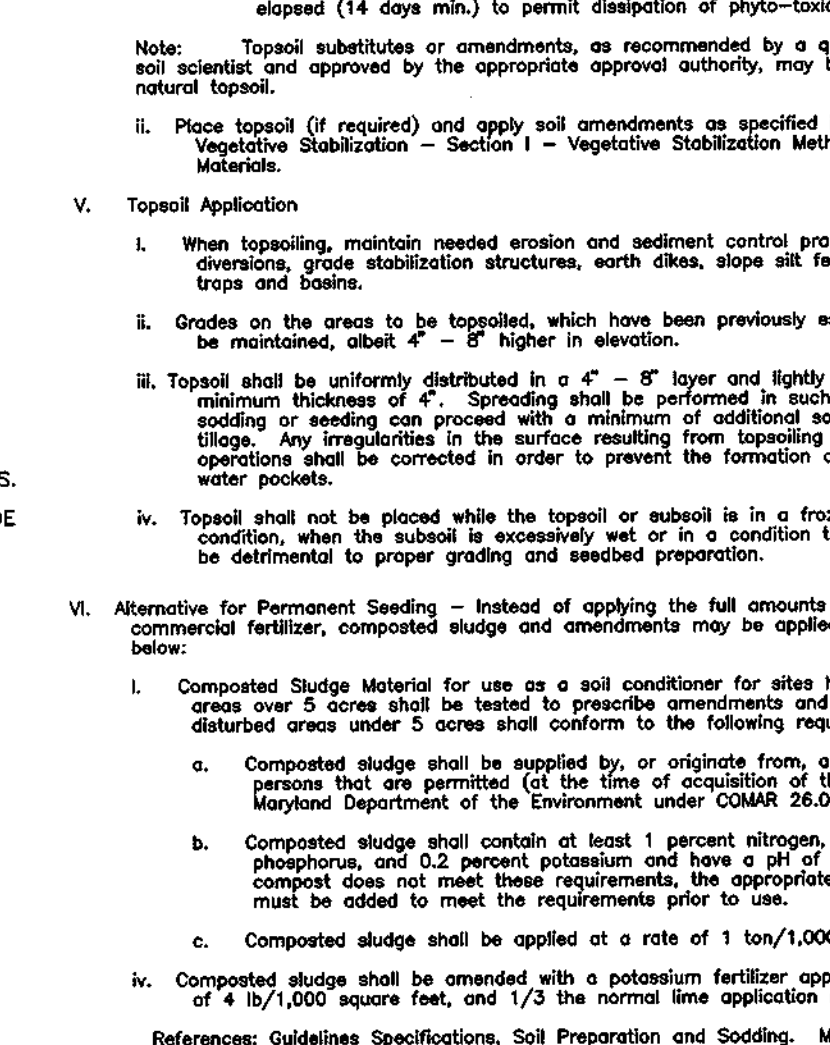 elapsed (14 days min.) to permit dissipation of phyto-toxic
Note: Topsoil substitutes or amendments, as recommended by a q
soil scientist and approved by the appropriate approval authority, may b
natural topsoil.
ii. Place topsoil (if required) and apply soil amendments as specified
Vegetative Stabilization - Section I - Vegetative Stabilization Meth
Materials.
V. Topsoil Application
i. When topsoiling, maintain needed erosion and sediment control pra
diversions, grade stabilization structures, earth dikes, slope silt fe
traps and basins.
ii. Grades on the areas to be topsoiled, which have been previously e
be maintained, albeit 4" - 8" higher in elevation.
iii. Topsoil shall be uniformly distributed in a 4" - 8" layer and lightly
minimum thickness of 4". Spreading shall be performed in such
sodding or seeding can proceed with a minimum of additional so
tillage. Any irregularities in the surface resulting from topsoiling
operations shall be corrected in order to prevent the formation o
water pockets.
S.
DE
iv. Topsoil shall not be placed while the topsoil or subsoil is in a froz
condition, when the subsoil is excessively wet or in a condition t
be detrimental to proper grading and seedbed preparation.
VI. Alternative for Permanent Seeding - Instead of applying the full amounts
commercial fertilizer, composted sludge and amendments may be applie
below:
i. Composted Sludge Material for use as a soil conditioner for sites h
areas over 5 acres shall be tested to prescribe amendments and
disturbed areas under 5 acres shall conform to the following requ
a. Composted sludge shall be supplied by, or originate from, a
persons that are permitted (at the time of acquisition of th
Maryland Department of the Environment under COMAR 26.0
b. Composted sludge shall contain at least 1 percent nitrogen,
phosphorus, and 0.2 percent potassium and have a pH of
compost does not meet these requirements, the appropriate
must be added to meet the requirements prior to use.
c. Composted sludge shall be applied at a rate of 1 ton/1,000
iv. Composted sludge shall be amended with a potassium fertilizer app
of 4 lb/1,000 square feet, and 1/3 the normal lime application
References: Guidelines Specifications, Soil Preparation and Sodding. M